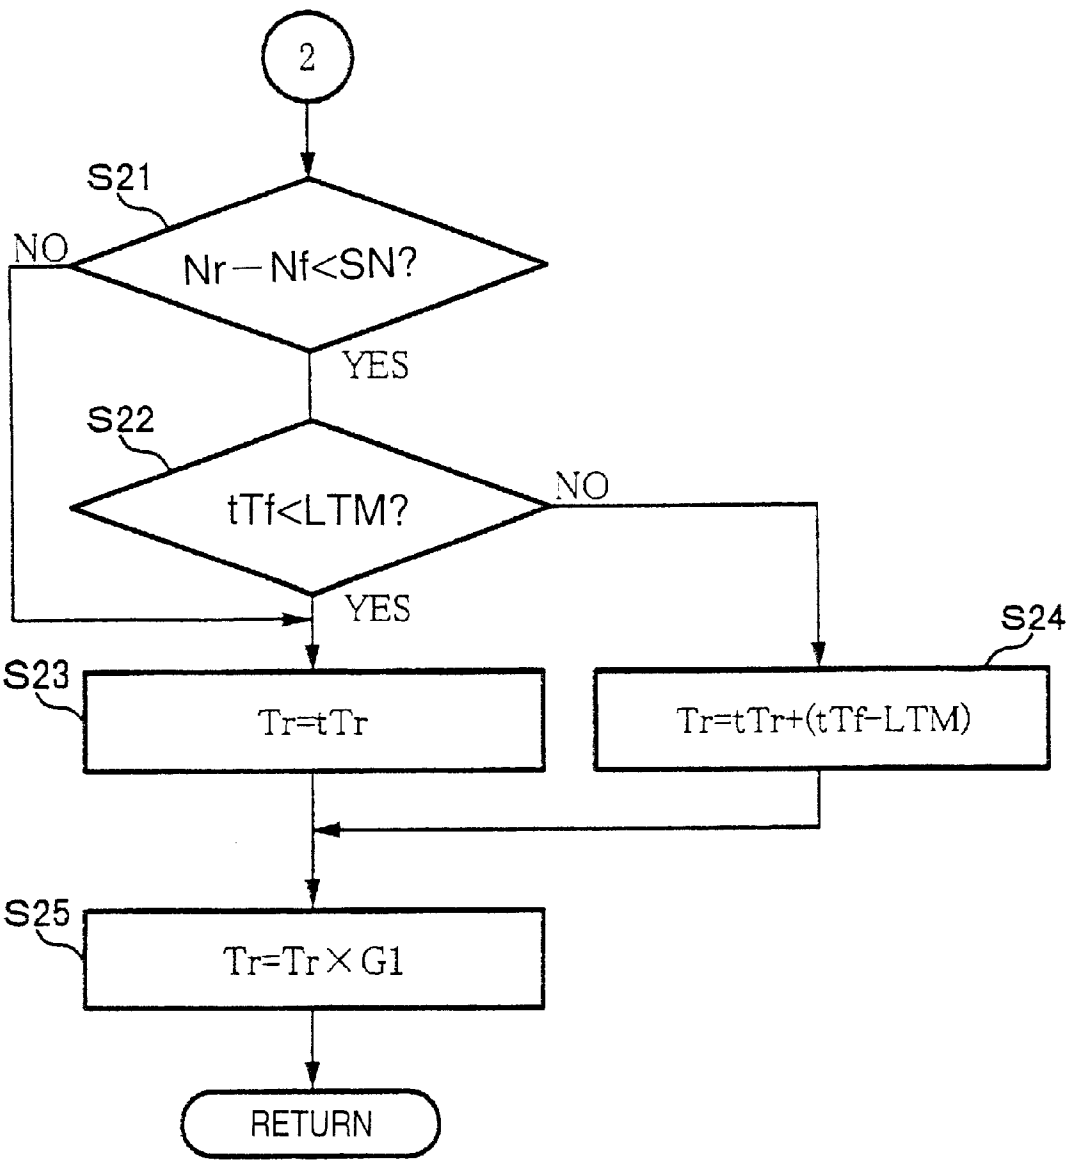 2
S21
NO
Nr-Nf<SN?
YES
S22
tTf<LTM?
NO
YES
S23
Tr=tTr
S24
Tr=tTr+(tTf-LTM)
S25
Tr=Tr×G1
RETURN